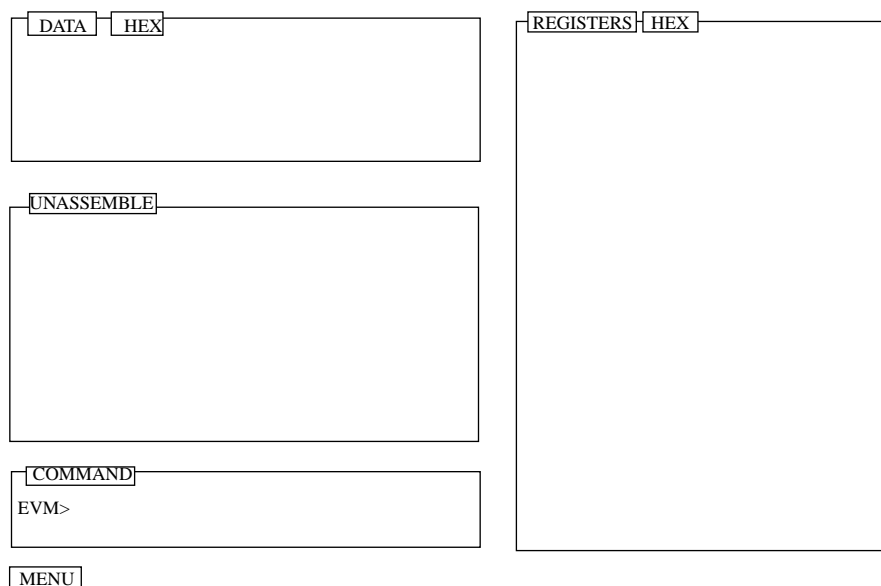 DATA HEX
REGISTERS HEX
UNASSEMBLE
COMMAND
EVM>
MENU